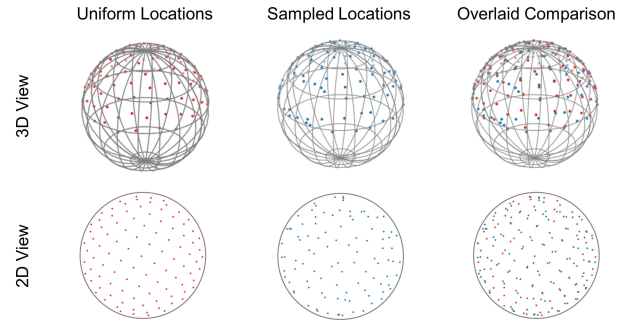 Uniform Locations
Sampled Locations
Overlaid Comparison
3D View
2D View